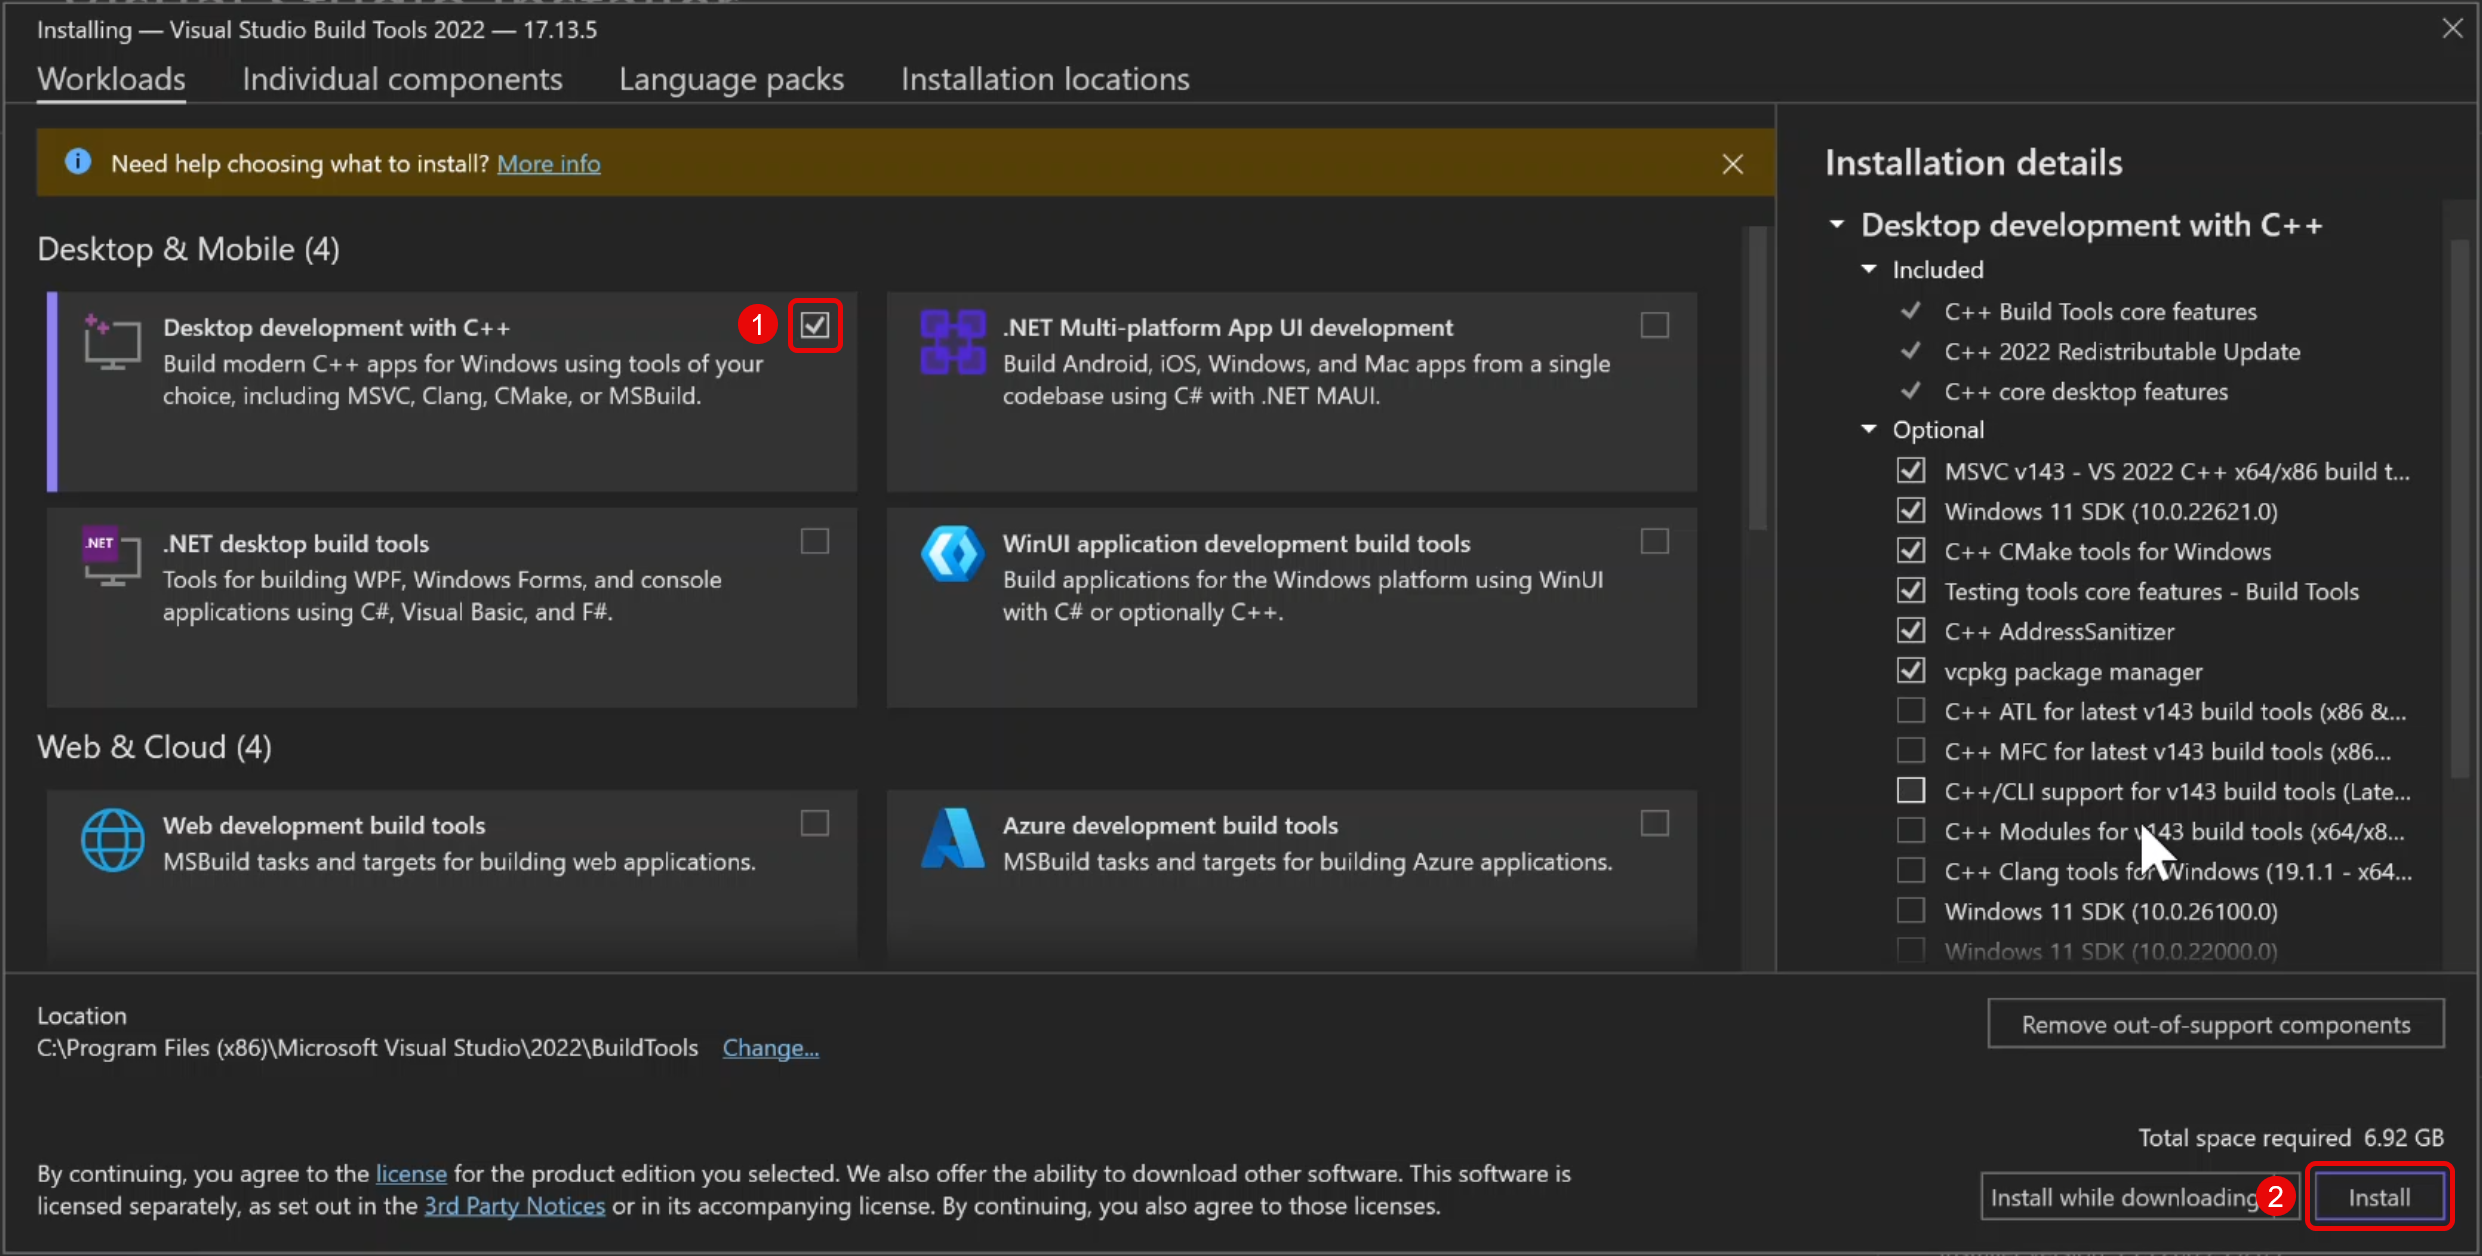 Installing — Visual Studio Build Tools 2022 — 17.13.5
Workloads
Individual components
Language packs
Installation locations
Need help choosing what to install? More info
Desktop & Mobile (4)
Desktop development with C++
1
Build modern C++ apps for Windows using tools of your
choice, including MSVC, Clang, CMake, or MSBuild.
.NET Multi-platform App UI development
Build Android, iOS, Windows, and Mac apps from a single
codebase using C# with .NET MAUI.
.NET
.NET desktop build tools
Tools for building WPF, Windows Forms, and console
applications using C#, Visual Basic, and F#.
WinUI application development build tools
Build applications for the Windows platform using WinUI
with C# or optionally C++.
Web & Cloud (4)
Web development build tools
MSBuild tasks and targets for building web applications.
Azure development build tools
MSBuild tasks and targets for building Azure applications.
Installation details
Desktop development with C++
Included
C++ Build Tools core features
C++ 2022 Redistributable Update
C++ core desktop features
Optional
MSVC v143 - VS 2022 C++ x64/x86 build t...
Windows 11 SDK (10.0.22621.0)
C++ CMake tools for Windows
Testing tools core features - Build Tools
C++ AddressSanitizer
vcpkg package manager
C++ ATL for latest v143 build tools (x86 &...
C++ MFC for latest v143 build tools (x86...
C++/CLI support for v143 build tools (Late...
C++ Modules for v143 build tools (x64/x8...
C++ Clang tools for Windows (19.1.1 - x64...
Windows 11 SDK (10.0.26100.0)
Windows 11 SDK (10.0.22000.0)
Location
C:\Program Files (x86)\Microsoft Visual Studio\2022\BuildTools
Change...
Remove out-of-support components
Total space required 6.92 GB
By continuing, you agree to the license for the product edition you selected. We also offer the ability to download other software. This software is
licensed separately, as set out in the 3rd Party Notices or in its accompanying license. By continuing, you also agree to those licenses.
Install while downloading
2
Install